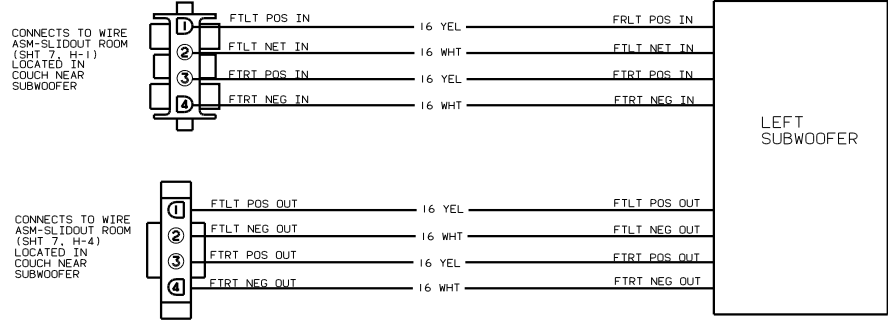 CONNECTS TO WIRE
ASM-SLIDOUT ROOM
(SHT 7, H-1)
LOCATED IN
COUCH NEAR
SUBWOOFER
1 FTLT POS IN 16 YEL FRLT POS IN
2 FTLT NET IN 16 WHT FTLT NET IN
3 FTRT POS IN 16 YEL FTRT POS IN
4 FTRT NEG IN 16 WHT FTRT NEG IN
LEFT
SUBWOOFER
CONNECTS TO WIRE
ASM-SLIDOUT ROOM
(SHT 7, H-4)
LOCATED IN
COUCH NEAR
SUBWOOFER
1 FTLT POS OUT 16 YEL FTLT POS OUT
2 FTLT NEG OUT 16 WHT FTLT NEG OUT
3 FTRT POS OUT 16 YEL FTRT POS OUT
4 FTRT NEG OUT 16 WHT FTRT NEG OUT